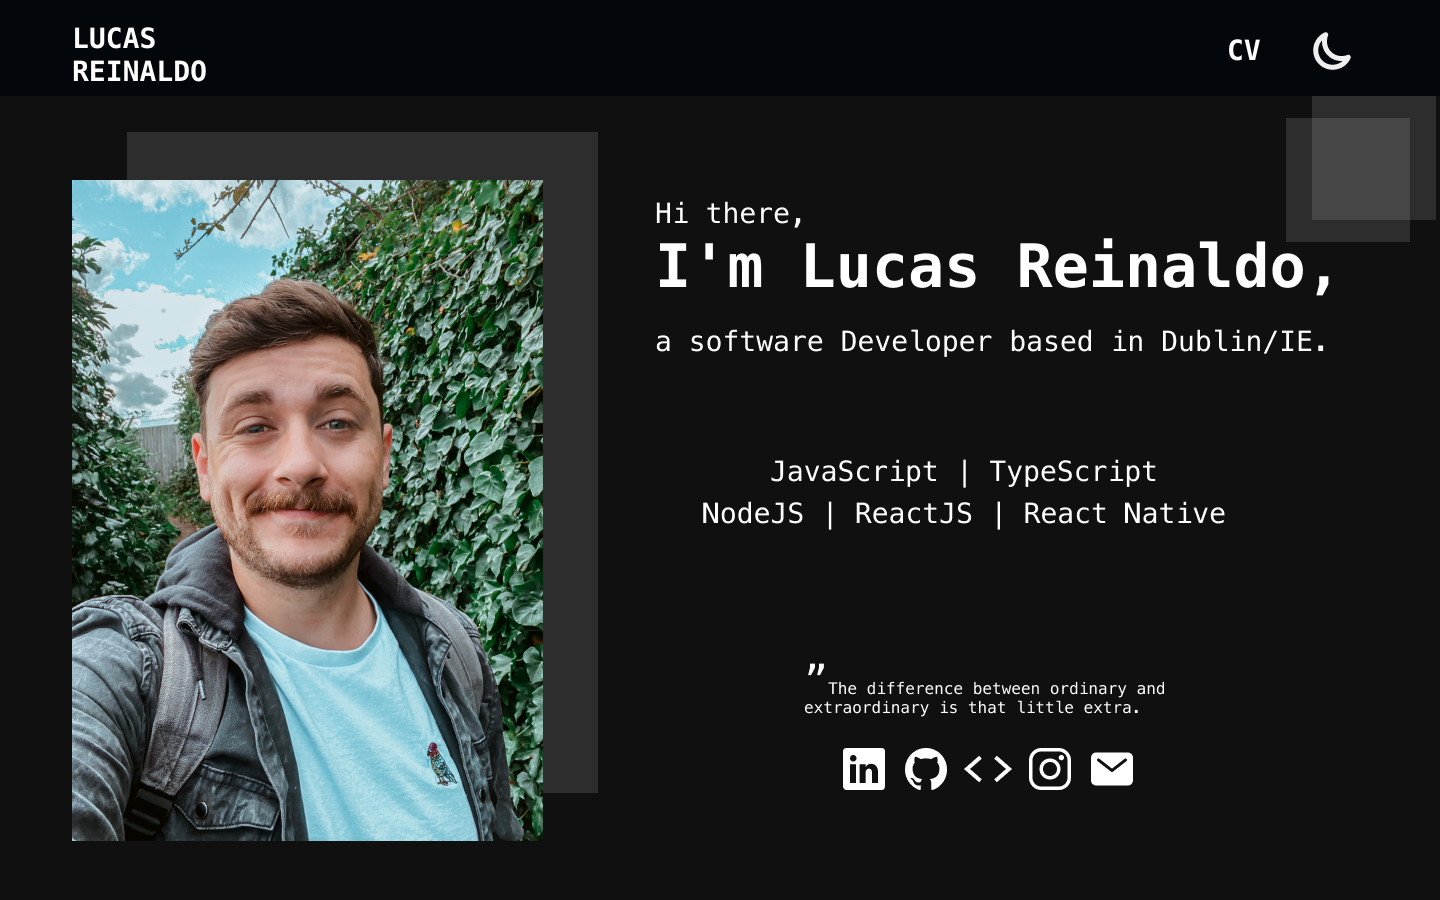 LUCAS
REINALDO
CV
Hi there,
I'm Lucas Reinaldo,
a software Developer based in Dublin/IE.
JavaScript | TypeScript
NodeJS | ReactJS | React Native
”The difference between ordinary and
extraordinary is that little extra.
in